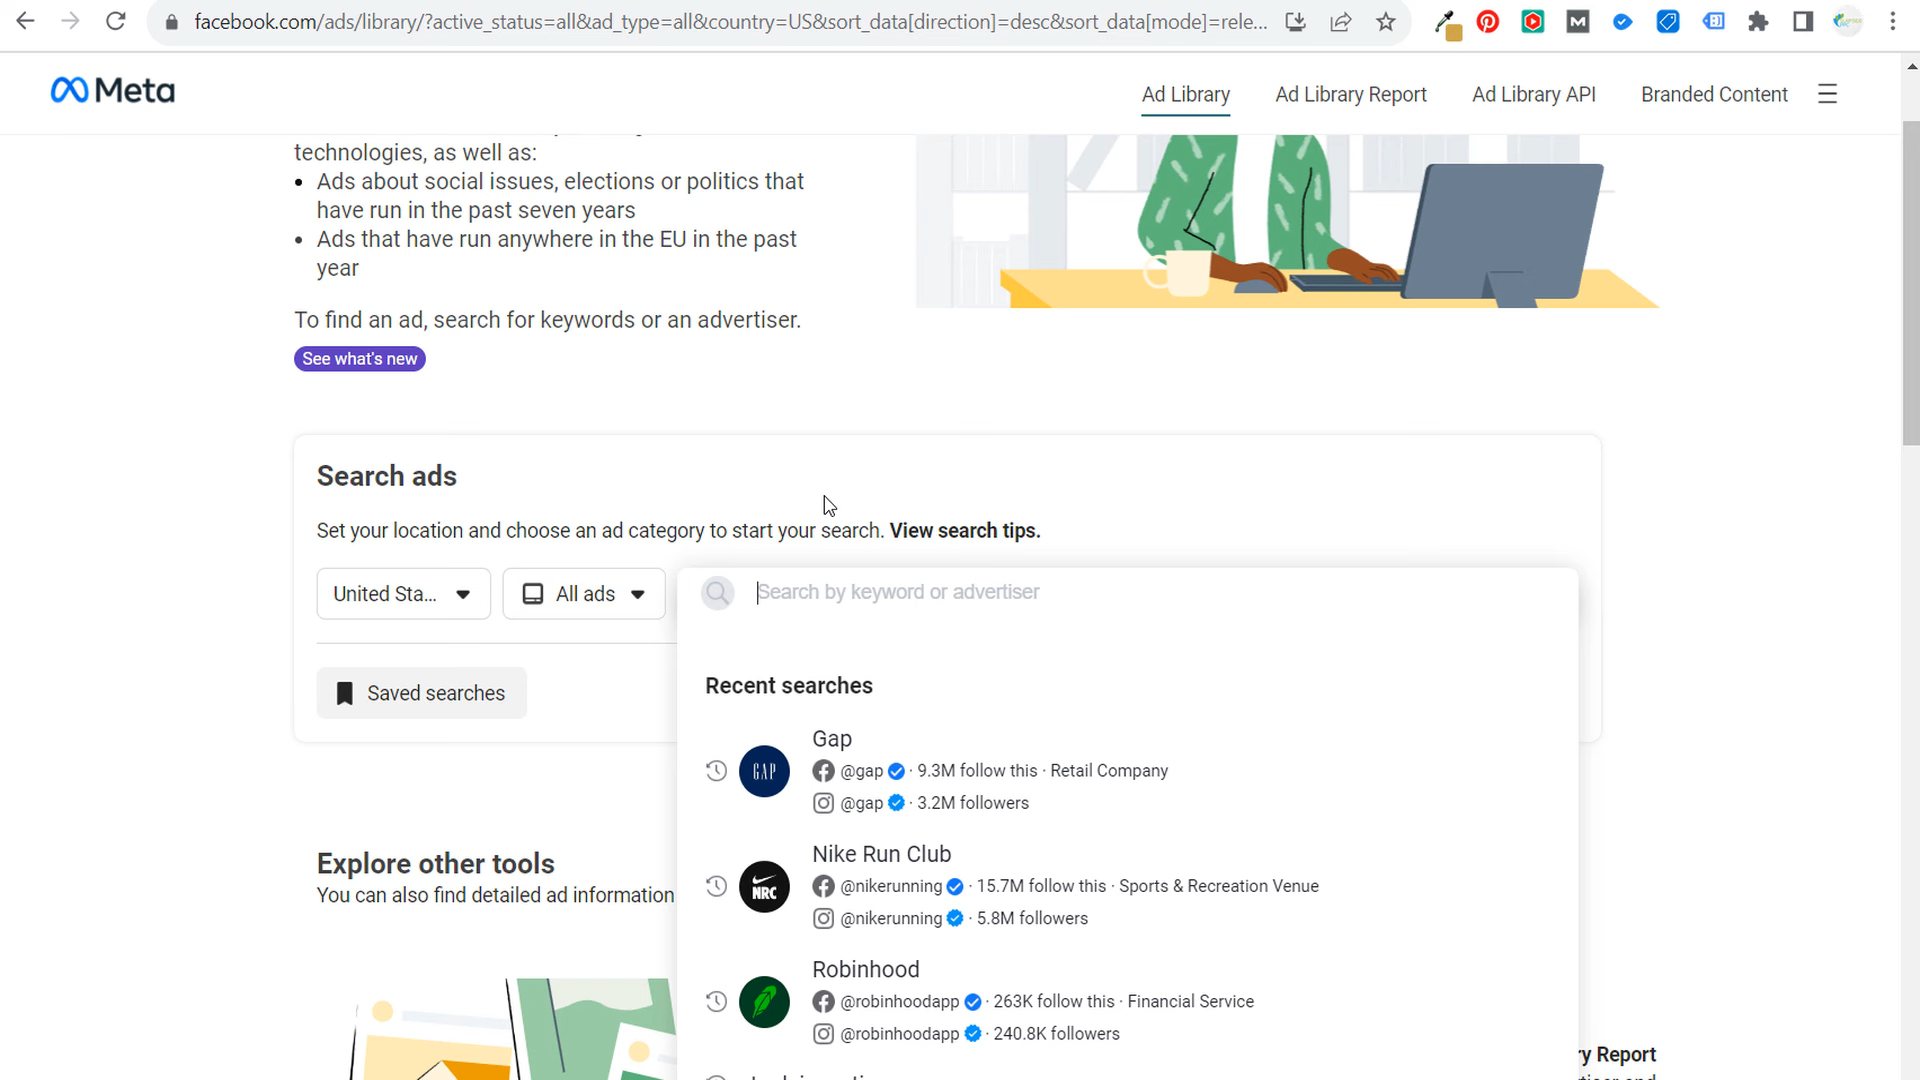 facebook.com/ads/library/?active_status=all&ad_type=all&country=US&sort_data[direction]=desc&sort_data[mode]=rele...
Meta
Ad Library
Ad Library Report
Ad Library API
Branded Content
technologies, as well as:
• Ads about social issues, elections or politics that
have run in the past seven years
• Ads that have run anywhere in the EU in the past
year
To find an ad, search for keywords or an advertiser.
See what's new
Search ads
Set your location and choose an ad category to start your search. View search tips.
United Sta...
All ads
Search by keyword or advertiser
Saved searches
Recent searches
Gap
GAP
@gap · 9.3M follow this · Retail Company
@gap · 3.2M followers
Nike Run Club
NRC
@nikerunning · 15.7M follow this · Sports & Recreation Venue
@nikerunning · 5.8M followers
Robinhood
@robinhoodapp · 263K follow this · Financial Service
@robinhoodapp · 240.8K followers
Explore other tools
You can also find detailed ad information
ry Report